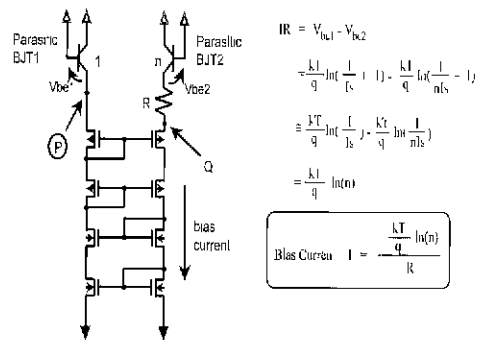 Parasitic
BJT1
1
n
Parasitic
BJT2
Vbe1
R
Vbe2
P
Q
bias
current
IR = Vbe1 - Vbe2
= kT/q ln( I/Is + 1) - kT/q ln( I/nIs + 1)
≅ kT/q ln( I/Is ) - kT/q ln( I/nIs )
= kT/q ln(n)
Bias Current I = kT/q ln(n) / R